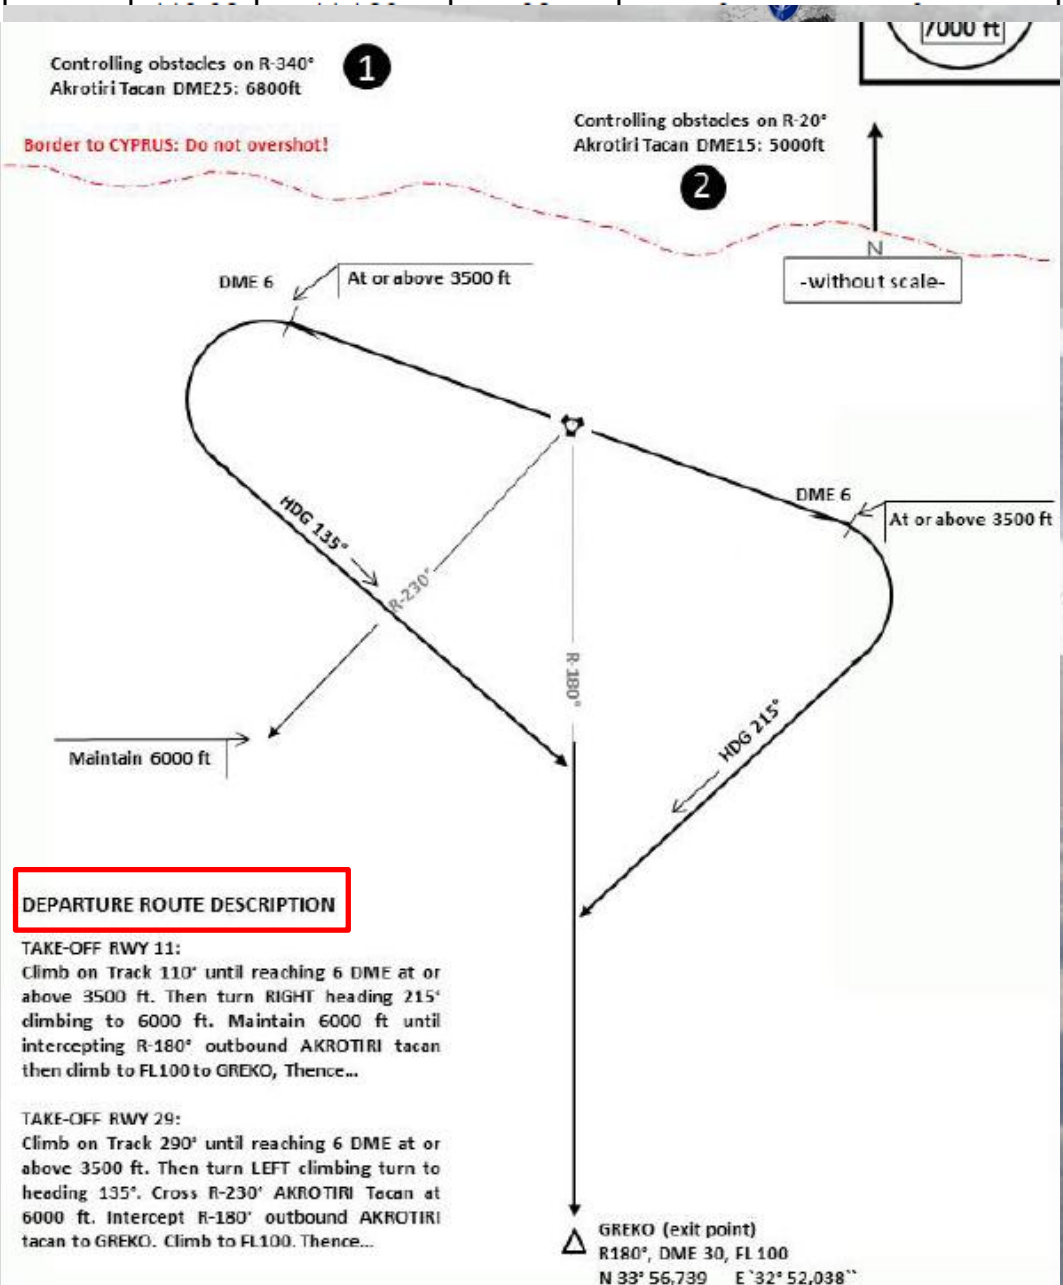 7000 ft
Controlling obstacles on R-340°
Akrotiri Tacan DME25: 6800ft
1
Controlling obstacles on R-20°
Akrotiri Tacan DME15: 5000ft
2
Border to CYPRUS: Do not overshot!
N
-without scale-
DME 6
At or above 3500 ft
DME 6
At or above 3500 ft
HDG 135°
R-230°
R-180°
HDG 215°
Maintain 6000 ft
DEPARTURE ROUTE DESCRIPTION
TAKE-OFF RWY 11:
Climb on Track 110° until reaching 6 DME at or
above 3500 ft. Then turn RIGHT heading 215°
climbing to 6000 ft. Maintain 6000 ft until
intercepting R-180° outbound AKROTIRI tacan
then climb to FL100 to GREKO, Thence...
TAKE-OFF RWY 29:
Climb on Track 290° until reaching 6 DME at or
above 3500 ft. Then turn LEFT climbing turn to
heading 135°. Cross R-230° AKROTIRI Tacan at
6000 ft. Intercept R-180° outbound AKROTIRI
tacan to GREKO. Climb to FL100. Thence...
GREKO (exit point)
R180°, DME 30, FL 100
N 33° 56,739 E`32° 52,038``